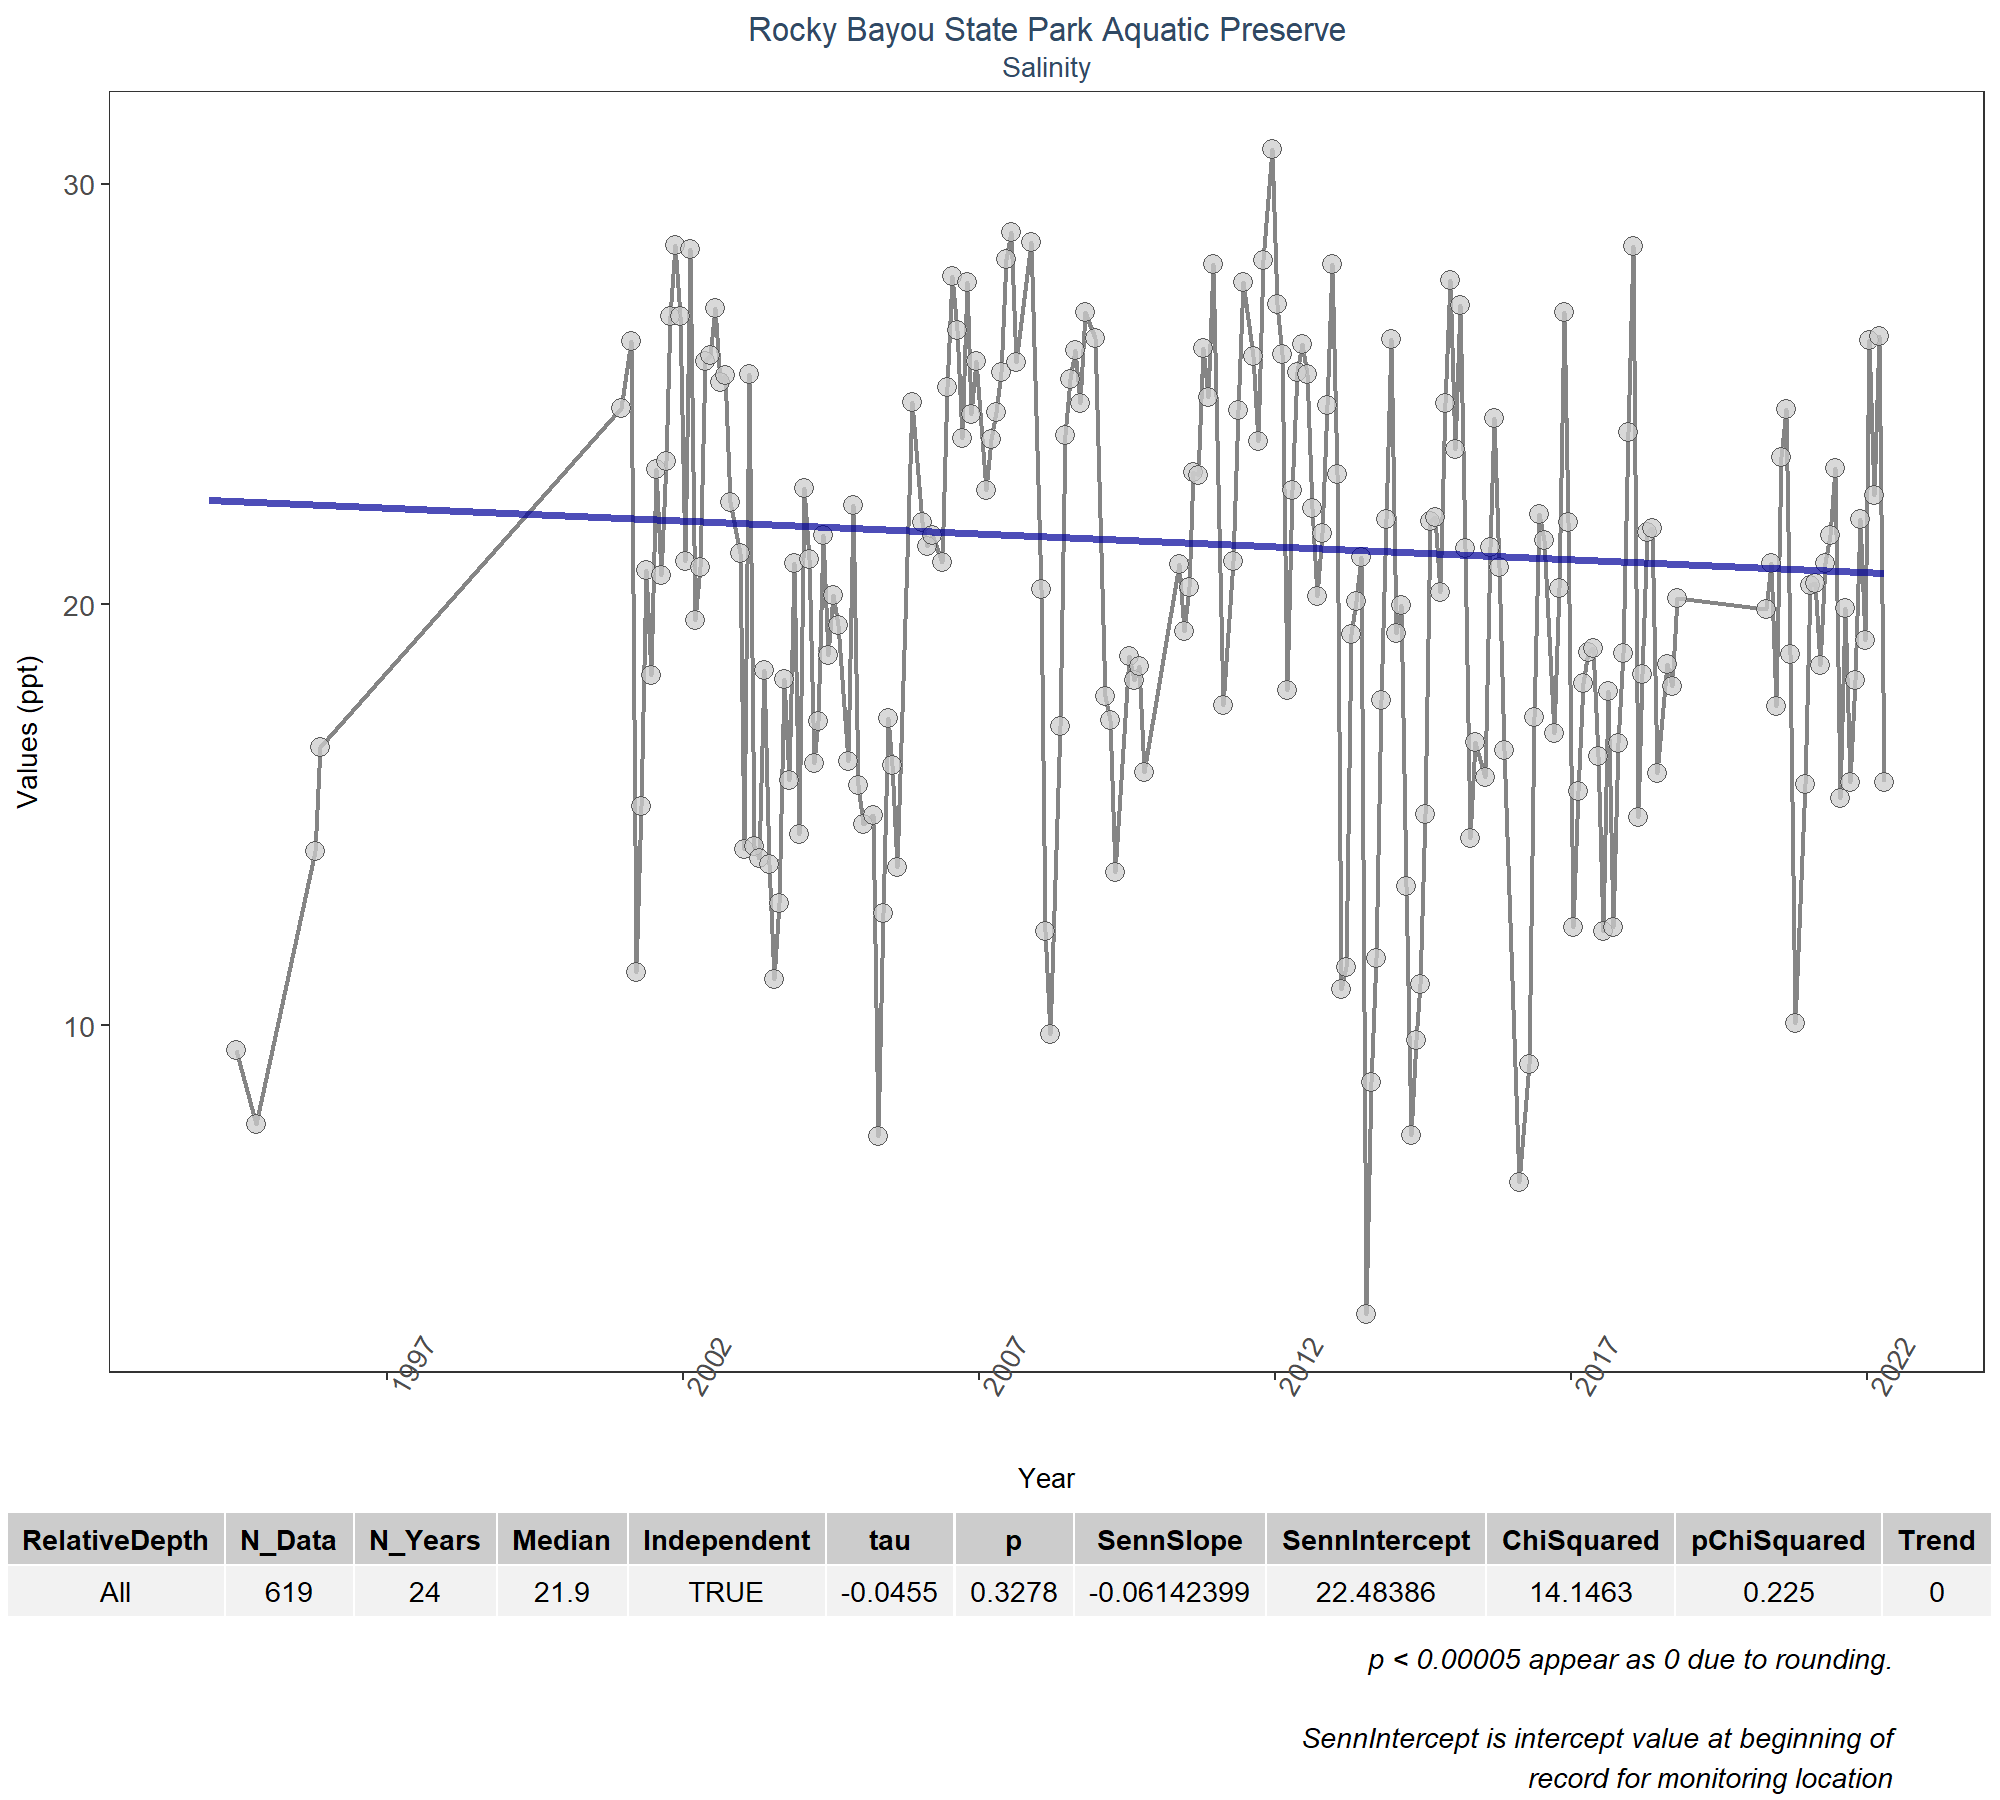 Rocky Bayou State Park Aquatic Preserve
Salinity
30
20
10
Values (ppt)
1997 2002 2007 2012 2017 2022
Year
RelativeDepth N_Data N_Years Median Independent tau p SennSlope SennIntercept ChiSquared pChiSquared Trend
All 619 24 21.9 TRUE -0.0455 0.3278 -0.06142399 22.48386 14.1463 0.225 0
p < 0.00005 appear as 0 due to rounding.
SennIntercept is intercept value at beginning of
record for monitoring location